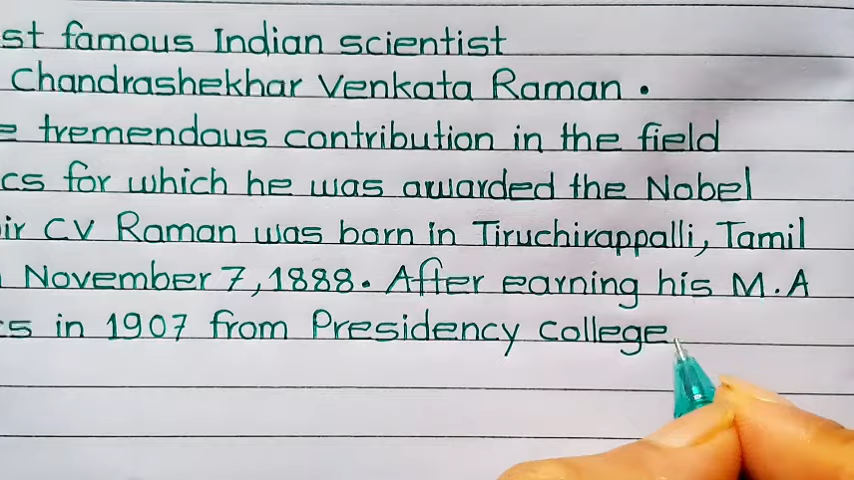 st famous Indian scientist
Chandrashekhar Venkata Raman.
e tremendous contribution in the field
cs for which he was awarded the Nobel
ir CV Raman was born in Tiruchirappalli, Tamil
November 7, 1888. After earning his M.A
cs in 1907 from Presidency College